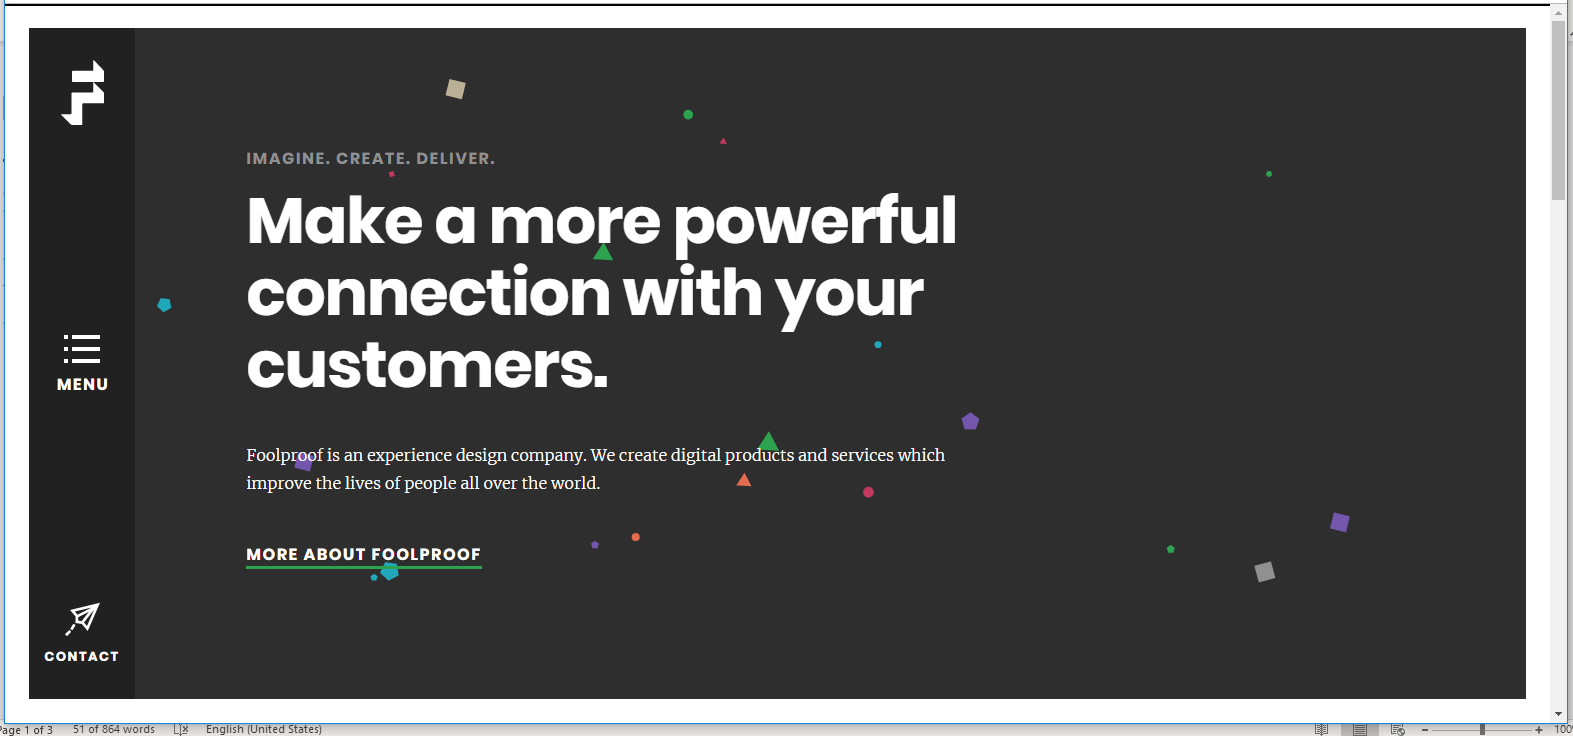 IMAGINE. CREATE. DELIVER.
Make a more powerful
connection with your
customers.
MENU
Foolproof is an experience design company. We create digital products and services which
improve the lives of people all over the world.
MORE ABOUT FOOLPROOF
CONTACT
Page 1 of 3 51 of 864 words English (United States)